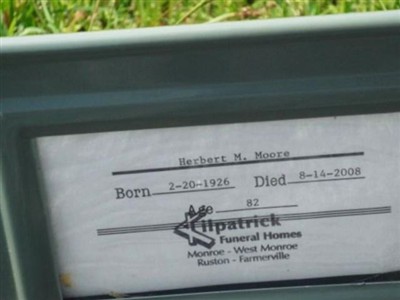 Herbert M. Moore
Born 2-20-1926 Died 8-14-2008
Age 82
Kilpatrick
Funeral Homes
Monroe - West Monroe
Ruston - Farmerville